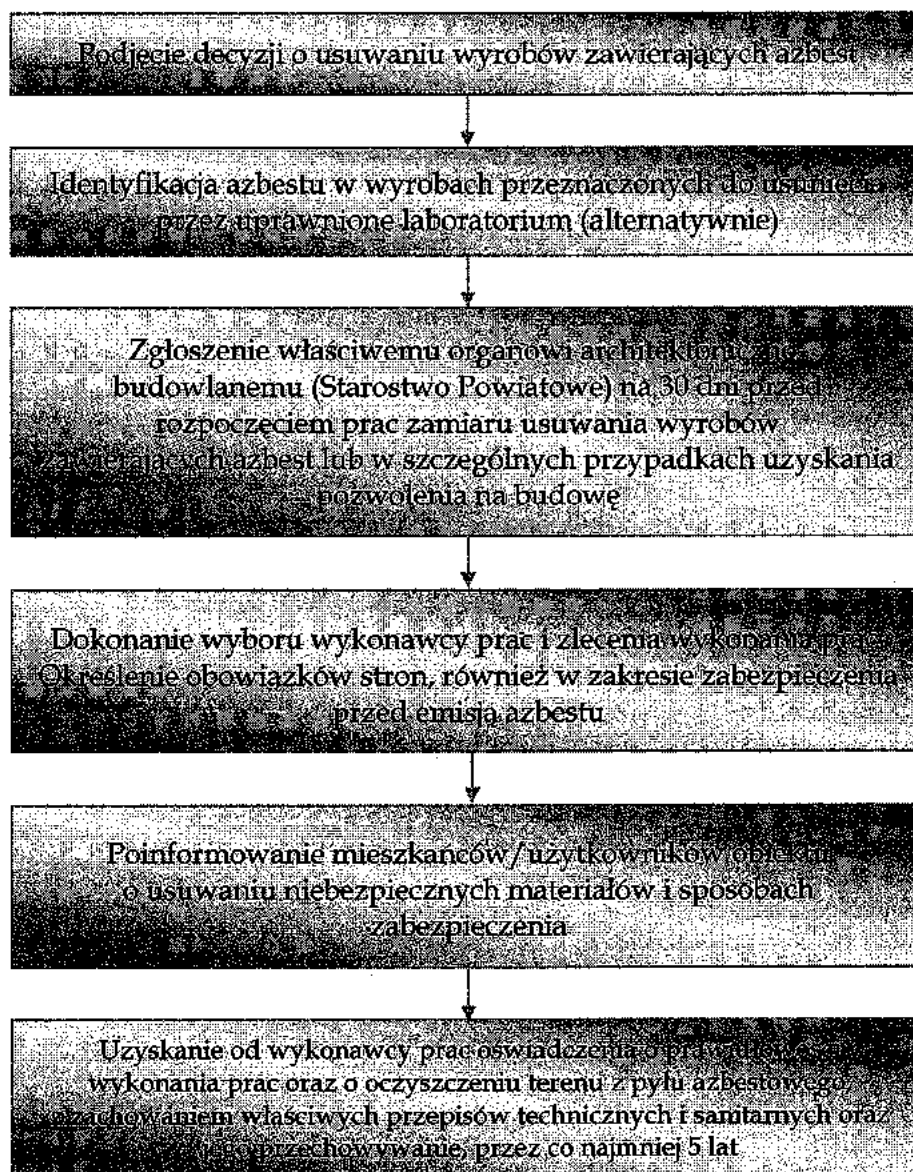 Podjęcie decyzji o usuwaniu wyrobów zawierających azbest
Identyfikacja azbestu w wyrobach przeznaczonych do usunięcia
przez uprawnione laboratorium (alternatywnie)
Zgłoszenie właściwemu organowi architektoniczno
budowlanemu (Starostwo Powiatowe) na 30 dni przed
rozpoczęciem prac zamiaru usuwania wyrobów
zawierających azbest lub w szczególnych przypadkach uzyskania
pozwolenia na budowę
Dokonanie wyboru wykonawcy prac i zlecenia wykonania prac
Określenie obowiązków stron, również w zakresie zabezpieczenia
przed emisją azbestu
Poinformowanie mieszkańców/użytkowników obiektu
o usuwaniu niebezpiecznych materiałów i sposobach
zabezpieczenia
Uzyskanie od wykonawcy prac oświadczenia o
wykonania prac oraz o oczyszczeniu terenu z pyłu azbestowego
zachowaniem właściwych przepisów technicznych i sanitarnych oraz
jego przechowywanie, przez co najmniej 5 lat